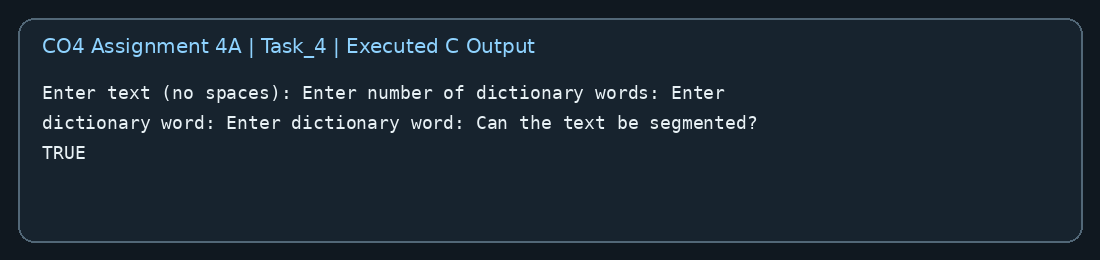 CO4 Assignment 4A | Task_4 | Executed C Output
Enter text (no spaces): Enter number of dictionary words: Enter
dictionary word: Enter dictionary word: Can the text be segmented?
TRUE